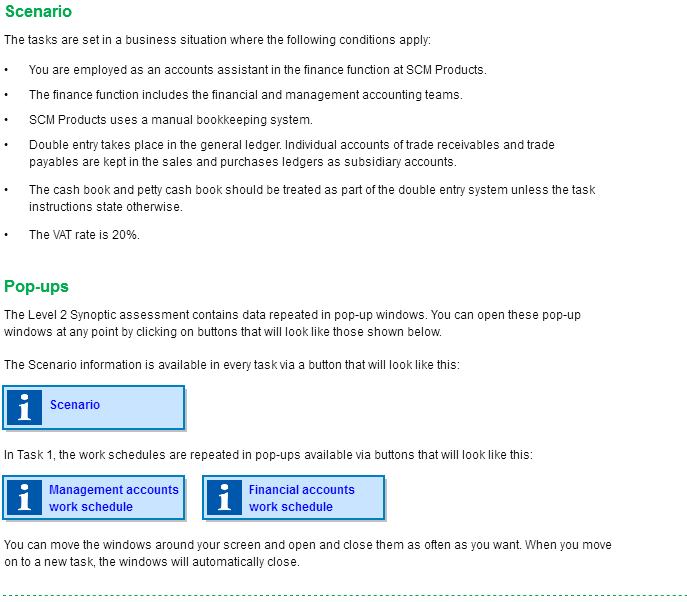 Scenario
The tasks are set in a business situation where the following conditions apply:
• You are employed as an accounts assistant in the finance function at SCM Products.
• The finance function includes the financial and management accounting teams.
• SCM Products uses a manual bookkeeping system.
• Double entry takes place in the general ledger. Individual accounts of trade receivables and trade
payables are kept in the sales and purchases ledgers as subsidiary accounts.
• The cash book and petty cash book should be treated as part of the double entry system unless the task
instructions state otherwise.
• The VAT rate is 20%.
Pop-ups
The Level 2 Synoptic assessment contains data repeated in pop-up windows. You can open these pop-up
windows at any point by clicking on buttons that will look like those shown below.
The Scenario information is available in every task via a button that will look like this:
i Scenario
In Task 1, the work schedules are repeated in pop-ups available via buttons that will look like this:
i Management accounts
work schedule
i Financial accounts
work schedule
You can move the windows around your screen and open and close them as often as you want. When you move
on to a new task, the windows will automatically close.